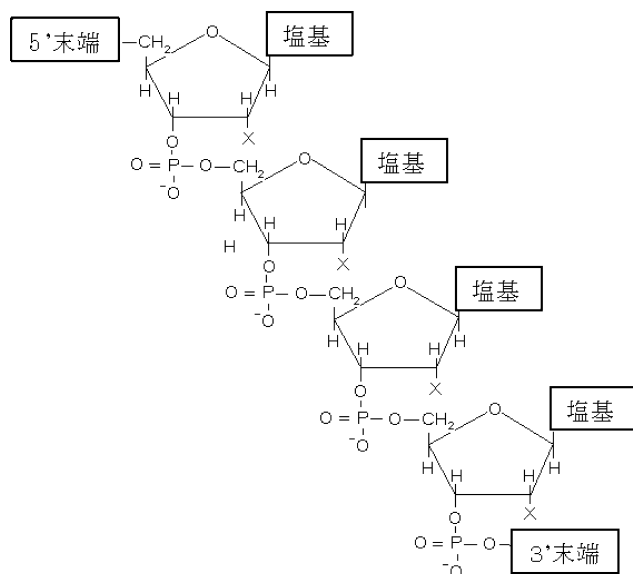 5'末端 CH2 O 塩基
H H H H
O X
O = P O CH2 O 塩基
-O
H H H
H
O X
O = P O CH2 O 塩基
-O
H H H H
O X
O = P O CH2 O 塩基
-O
H H H H
O X
O = P O 3'末端
-O